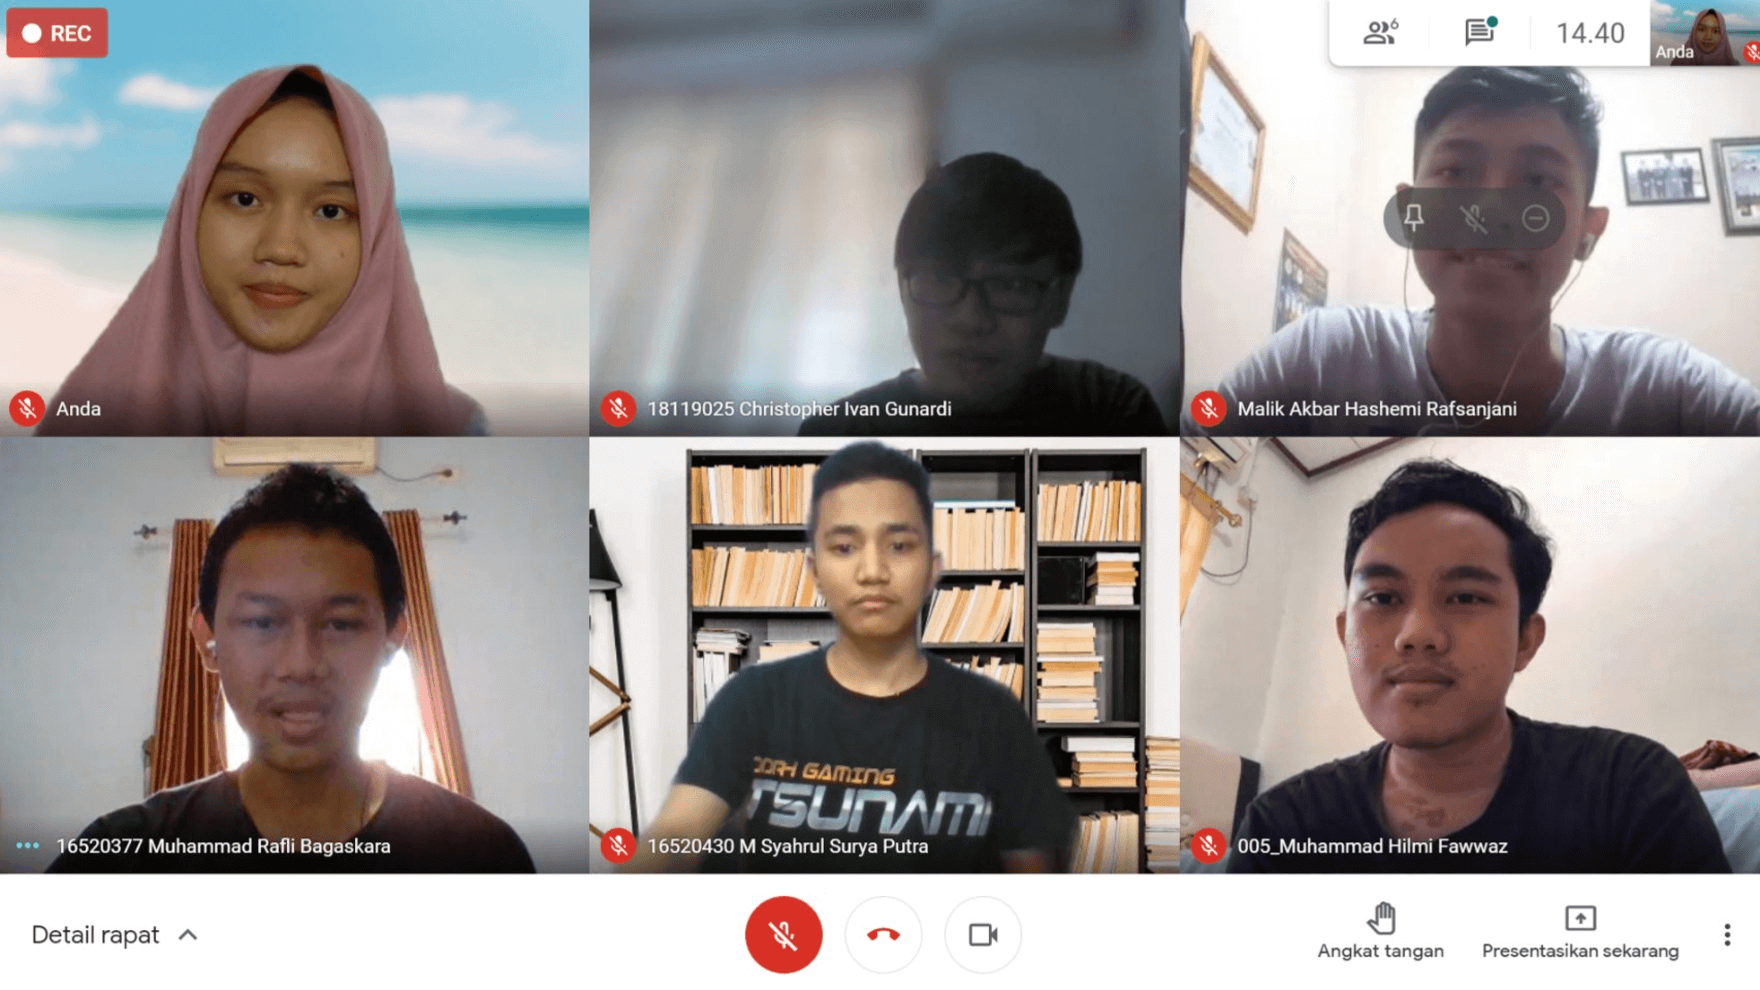 REC
6
14.40
Anda
Anda
18119025 Christopher Ivan Gunardi
Malik Akbar Hashemi Rafsanjani
GAMING
TSUNAMI
16520377 Muhammad Rafli Bagaskara
16520430 M Syahrul Surya Putra
005_Muhammad Hilmi Fawwaz
Detail rapat
Angkat tangan
Presentasikan sekarang